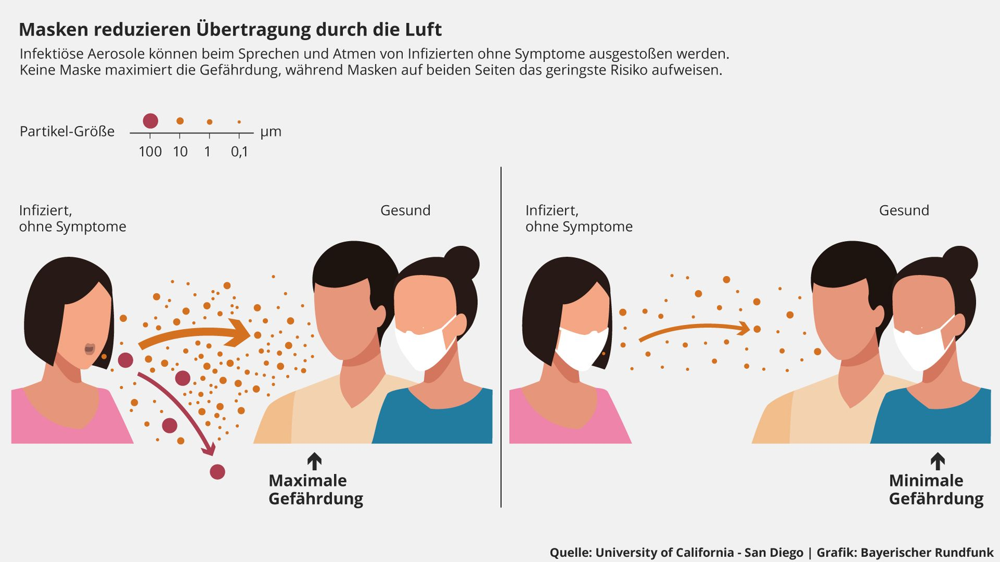 Masken reduzieren Übertragung durch die Luft
Infektiöse Aerosole können beim Sprechen und Atmen von Infizierten ohne Symptome ausgestoßen werden.
Keine Maske maximiert die Gefährdung, während Masken auf beiden Seiten das geringste Risiko aufweisen.
Partikel-Größe
µm
100 10 1 0,1
Infiziert,
ohne Symptome
Gesund
Maximale
Gefährdung
Infiziert,
ohne Symptome
Gesund
Minimale
Gefährdung
Quelle: University of California - San Diego | Grafik: Bayerischer Rundfunk